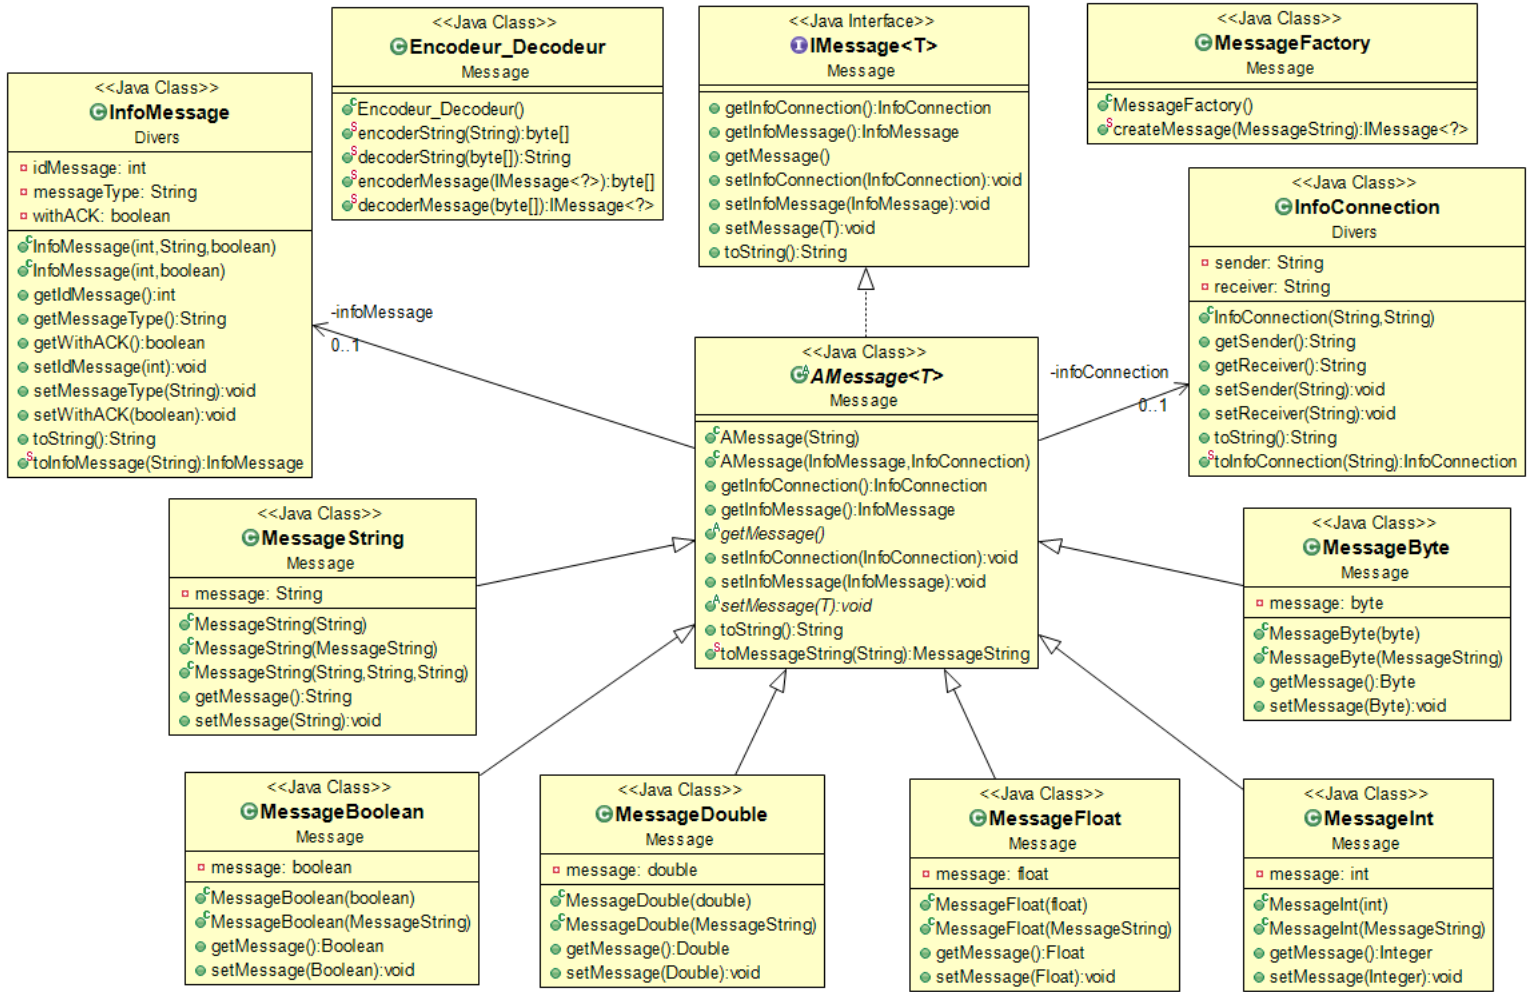 <<Java Class>>
InfoMessage
Divers
idMessage: int
messageType: String
withACK: boolean
InfoMessage(int,String,boolean)
InfoMessage(int,boolean)
getIdMessage():int
getMessageType():String
getWithACK():boolean
setIdMessage(int):void
setMessageType(String):void
setWithACK(boolean):void
toString():String
toInfoMessage(String):InfoMessage
<<Java Class>>
Encodeur_Decodeur
Message
Encodeur_Decodeur()
encoderString(String):byte[]
decoderString(byte[]):String
encoderMessage(IMessage<?>):byte[]
decoderMessage(byte[]):IMessage<?>
<<Java Interface>>
IMessage<T>
Message
getInfoConnection():InfoConnection
getInfoMessage():InfoMessage
getMessage()
setInfoConnection(InfoConnection):void
setInfoMessage(InfoMessage):void
setMessage(T):void
toString():String
<<Java Class>>
MessageFactory
Message
MessageFactory()
createMessage(MessageString):IMessage<?>
<<Java Class>>
InfoConnection
Divers
sender: String
receiver: String
InfoConnection(String,String)
getSender():String
getReceiver():String
setSender(String):void
setReceiver(String):void
toString():String
toInfoConnection(String):InfoConnection
-infoMessage
0..1
-infoConnection
0..1
<<Java Class>>
AMessage<T>
Message
AMessage(String)
AMessage(InfoMessage,InfoConnection)
getInfoConnection():InfoConnection
getInfoMessage():InfoMessage
getMessage()
setInfoConnection(InfoConnection):void
setInfoMessage(InfoMessage):void
setMessage(T):void
toString():String
toMessageString(String):MessageString
<<Java Class>>
MessageString
Message
message: String
MessageString(String)
MessageString(MessageString)
MessageString(String,String,String)
getMessage():String
setMessage(String):void
<<Java Class>>
MessageByte
Message
message: byte
MessageByte(byte)
MessageByte(MessageString)
getMessage():Byte
setMessage(Byte):void
<<Java Class>>
MessageBoolean
Message
message: boolean
MessageBoolean(boolean)
MessageBoolean(MessageString)
getMessage():Boolean
setMessage(Boolean):void
<<Java Class>>
MessageDouble
Message
message: double
MessageDouble(double)
MessageDouble(MessageString)
getMessage():Double
setMessage(Double):void
<<Java Class>>
MessageFloat
Message
message: float
MessageFloat(float)
MessageFloat(MessageString)
getMessage():Float
setMessage(Float):void
<<Java Class>>
MessageInt
Message
message: int
MessageInt(int)
MessageInt(MessageString)
getMessage():Integer
setMessage(Integer):void